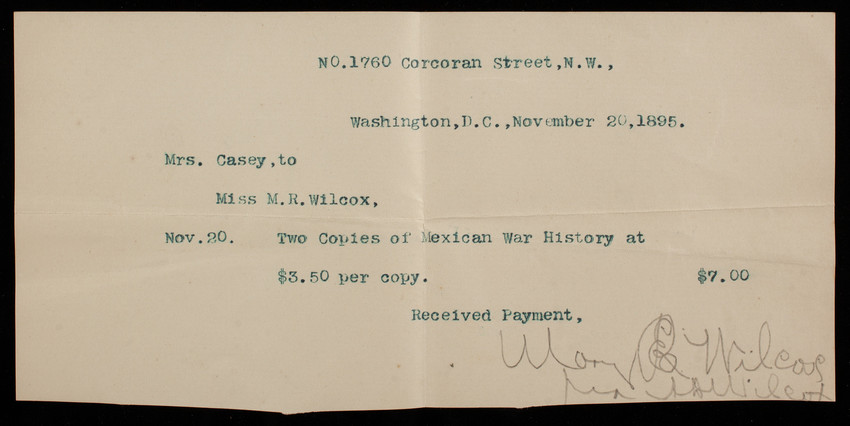 NO.1760 Corcoran Street,N.W.,
Washington,D.C.,November 20,1895.
Mrs. Casey,to
Miss M.R.Wilcox,
Nov.20. Two Copies of Mexican War History at
$3.50 per copy. $7.00
Received Payment,
Mary R Wilcox
Wilcox